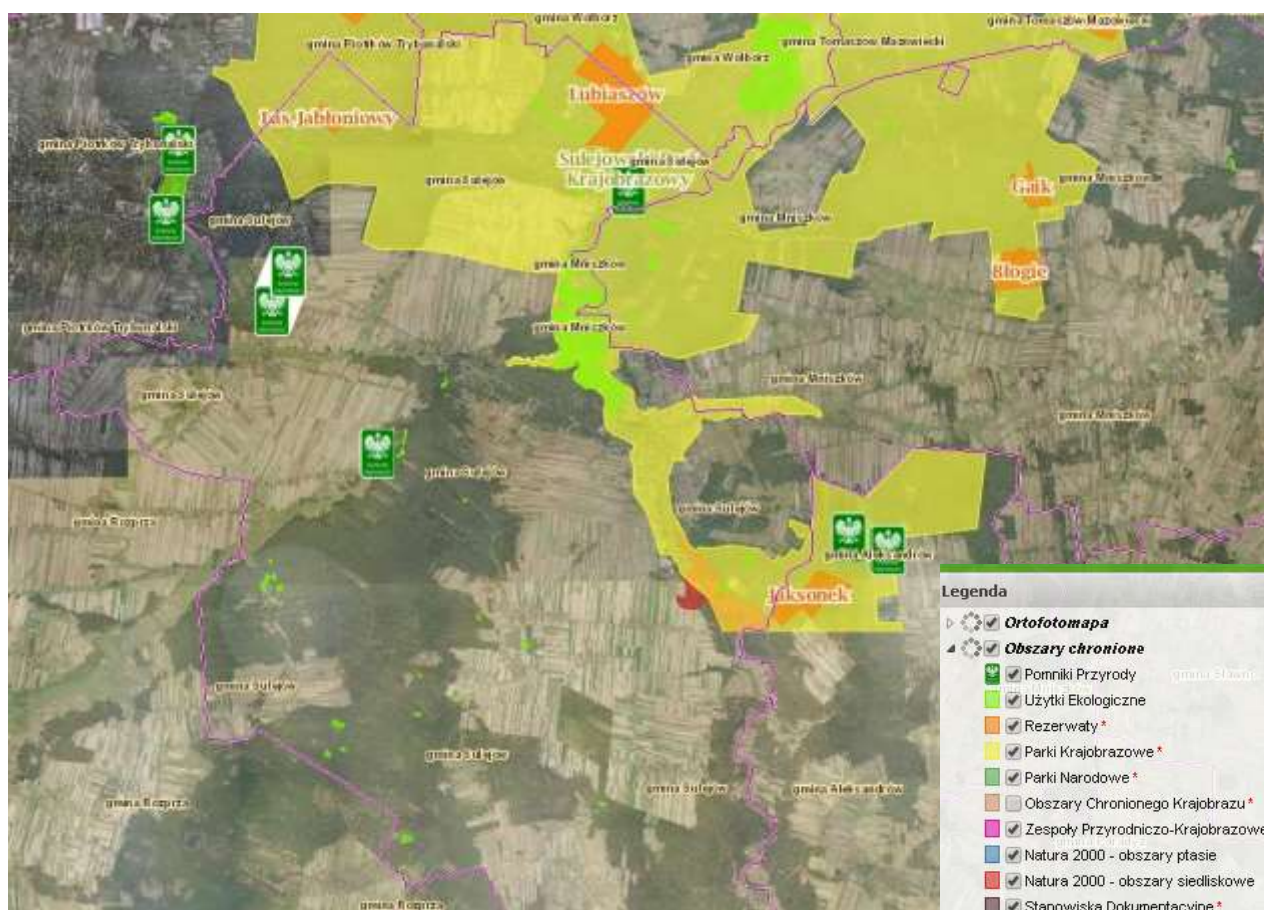 gmina Wolbórz
gmina Tomaszów Mazowiecki
gmina Piotrków Trybunalski
gmina Tomaszów Mazowiecki
gmina Wolbórz
Lubiaszów
Las Jabłoniowy
gmina Piotrków Trybunalski
Sulejowski Park
Krajobrazowy
gmina Sulejów
gmina Sulejów
Gaik
gmina Mniszków
gmina Sulejów
gmina Mniszków
gmina Mniszków
Błogie
gmina Piotrków Trybunalski
gmina Mniszków
gmina Mniszków
gmina Sulejów
gmina Mniszków
gmina Sulejów
gmina Rozprza
gmina Sulejów
gmina Aleksandrów
Jaksonek
gmina Sulejów
gmina Sulejów
gmina Rozprza
gmina Sulejów
gmina Aleksandrów
gmina Rozprza
Legenda
Ortofotomapa
Obszary chronione
Pomniki Przyrody
Użytki Ekologiczne
Rezerwaty *
Parki Krajobrazowe *
Parki Narodowe *
Obszary Chronionego Krajobrazu *
Zespoły Przyrodniczo-Krajobrazowe
Natura 2000 - obszary ptasie
Natura 2000 - obszary siedliskowe
Stanowiska Dokumentacyjne *